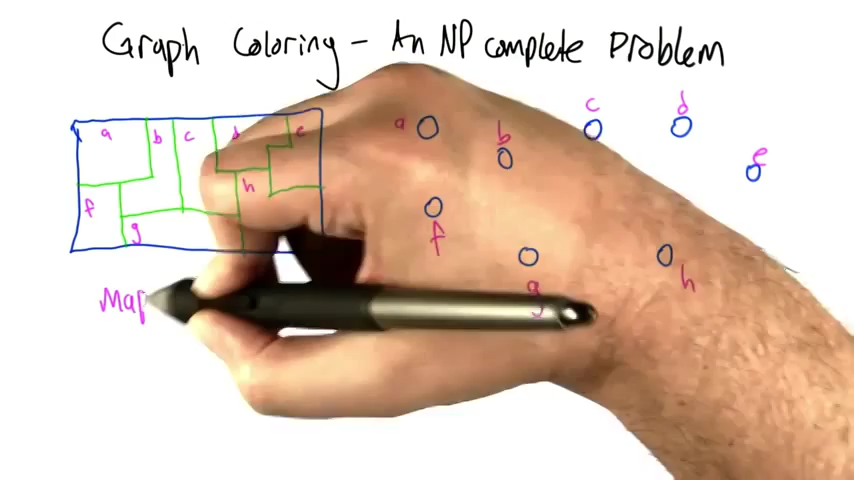 Graph Coloring - An NP complete Problem
a b c d e
f h
g
a b c d e
f g h
Map